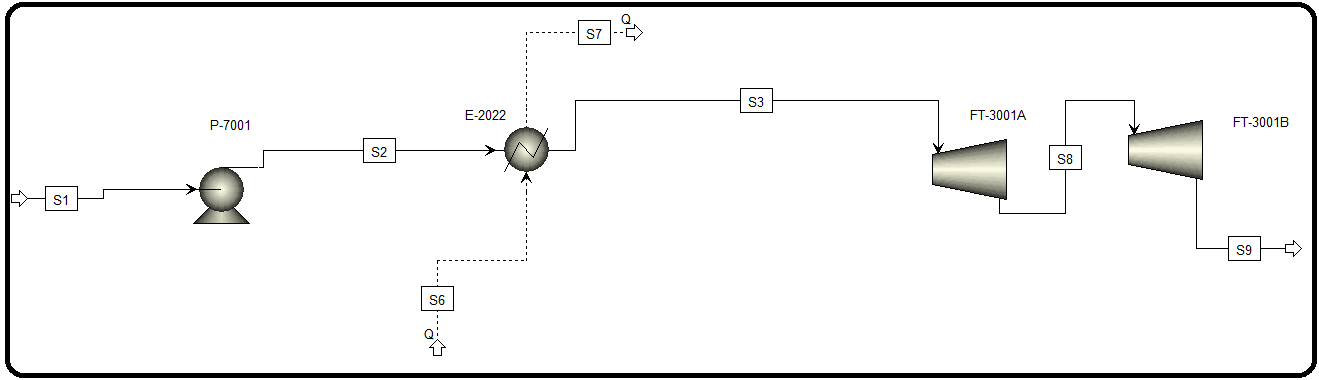 S7
Q
S3
E-2022
FT-3001A
FT-3001B
P-7001
S2
S8
S1
S9
S6
Q